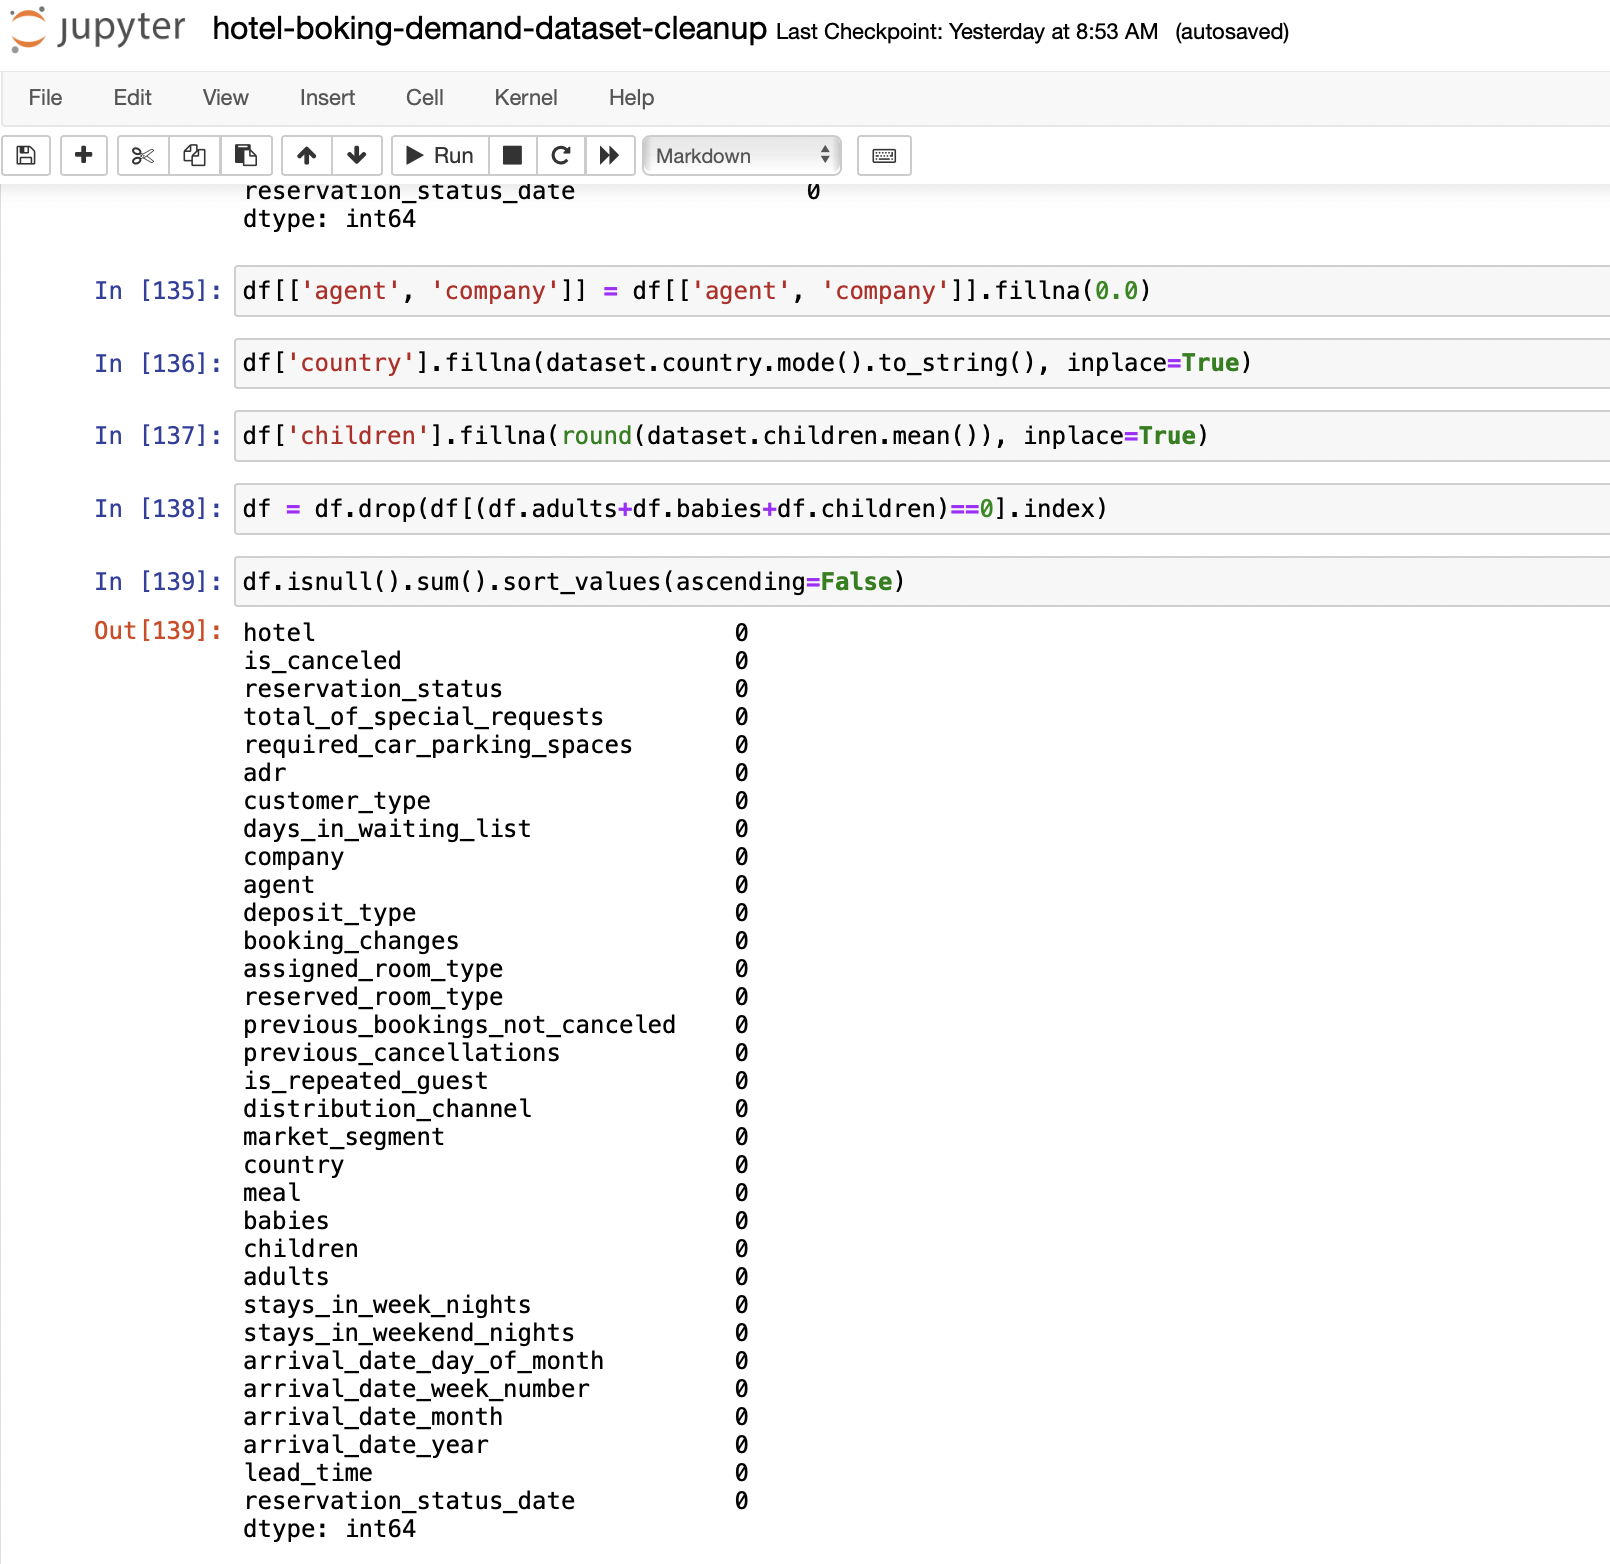 jupyter hotel-boking-demand-dataset-cleanup Last Checkpoint: Yesterday at 8:53 AM (autosaved)
File Edit View Insert Cell Kernel Help
Run Markdown
reservation_status_date 0
dtype: int64
In [135]: df[['agent', 'company']] = df[['agent', 'company']].fillna(0.0)
In [136]: df['country'].fillna(dataset.country.mode().to_string(), inplace=True)
In [137]: df['children'].fillna(round(dataset.children.mean()), inplace=True)
In [138]: df = df.drop(df[(df.adults+df.babies+df.children)==0].index)
In [139]: df.isnull().sum().sort_values(ascending=False)
Out[139]: hotel 0
is_canceled 0
reservation_status 0
total_of_special_requests 0
required_car_parking_spaces 0
adr 0
customer_type 0
days_in_waiting_list 0
company 0
agent 0
deposit_type 0
booking_changes 0
assigned_room_type 0
reserved_room_type 0
previous_bookings_not_canceled 0
previous_cancellations 0
is_repeated_guest 0
distribution_channel 0
market_segment 0
country 0
meal 0
babies 0
children 0
adults 0
stays_in_week_nights 0
stays_in_weekend_nights 0
arrival_date_day_of_month 0
arrival_date_week_number 0
arrival_date_month 0
arrival_date_year 0
lead_time 0
reservation_status_date 0
dtype: int64